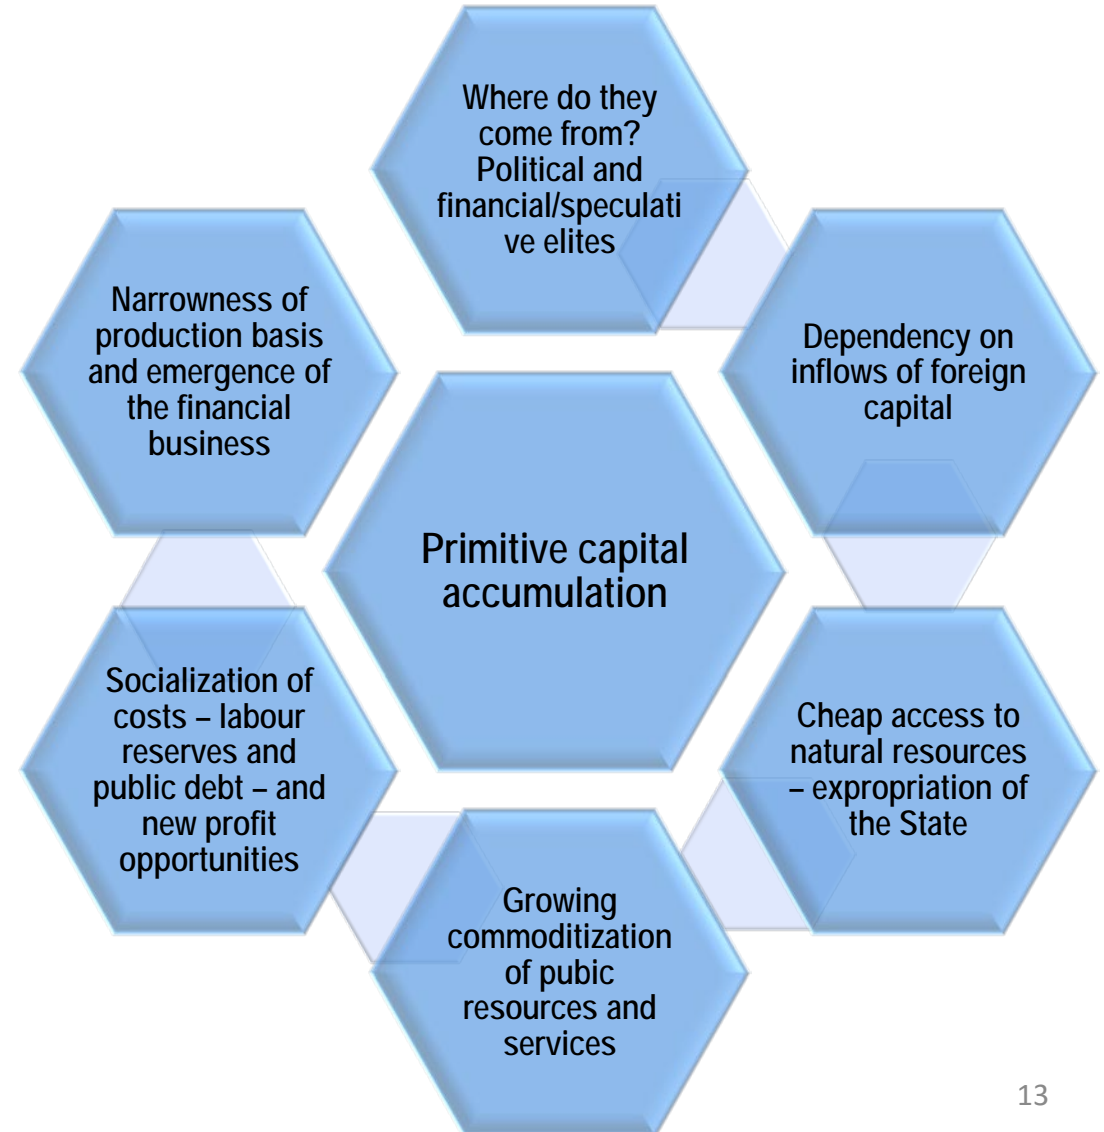 Where do they
come from?
Political and
financial/speculati
ve elites
Dependency on
inflows of foreign
capital
Cheap access to
natural resources
– expropriation of
the State
Growing
commoditization
of pubic
resources and
services
Socialization of
costs – labour
reserves and
public debt – and
new profit
opportunities
Narrowness of
production basis
and emergence of
the financial
business
Primitive capital
accumulation
13